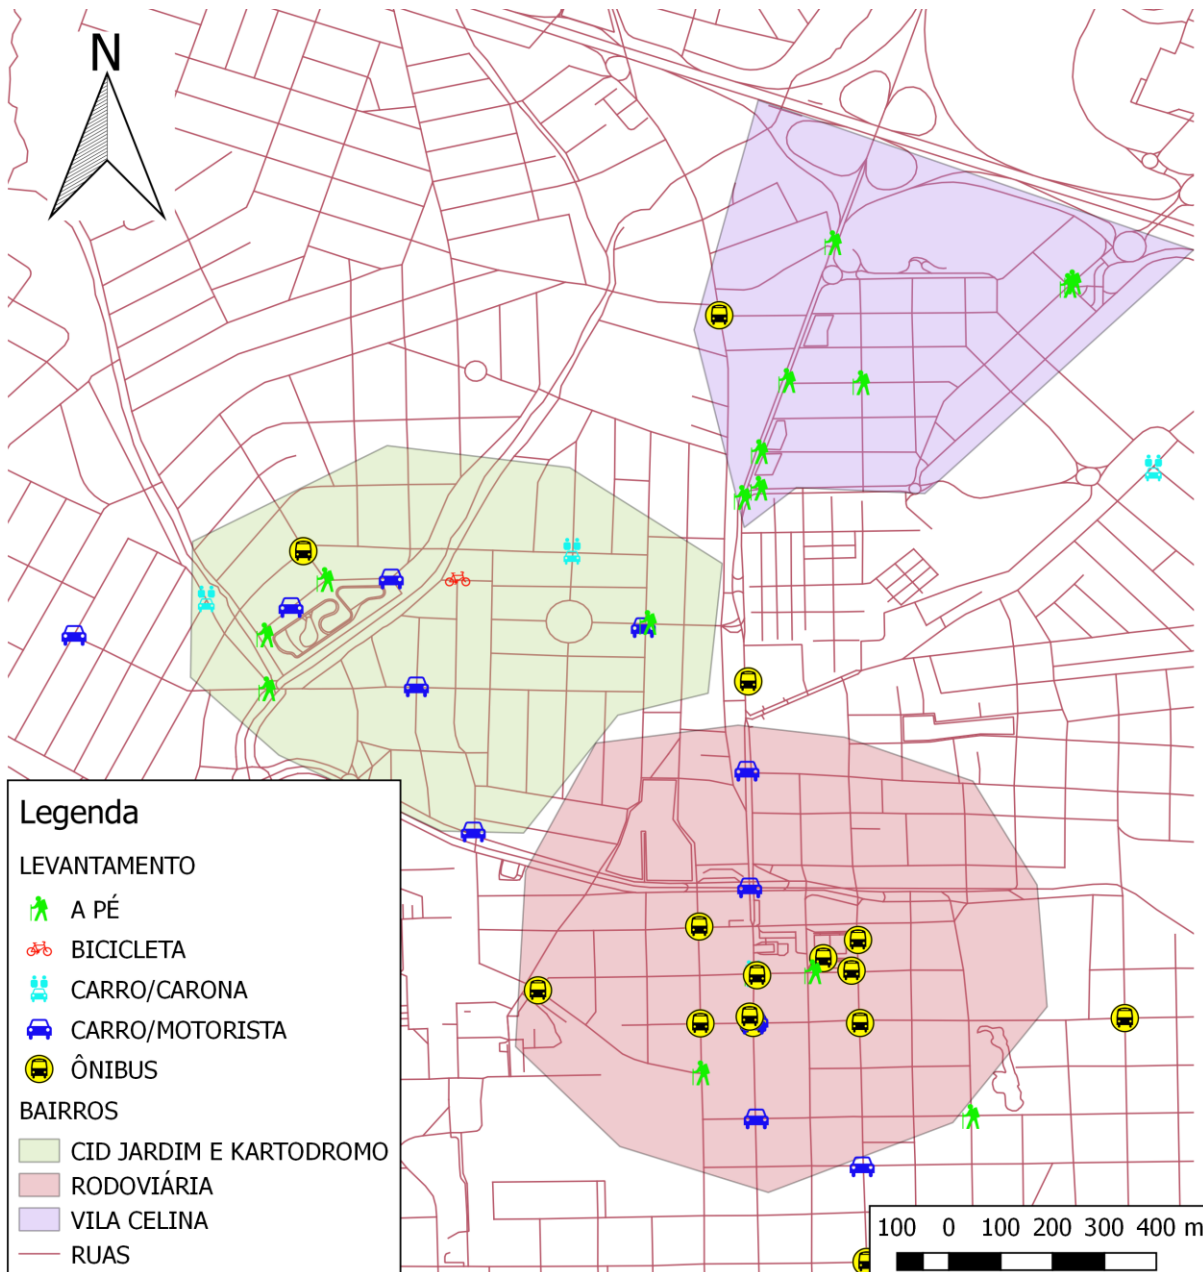 N
Legenda
LEVANTAMENTO
A PÉ
BICICLETA
CARRO/CARONA
CARRO/MOTORISTA
ÔNIBUS
BAIRROS
CID JARDIM E KARTODROMO
RODOVIÁRIA
VILA CELINA
RUAS
100 0 100 200 300 400 m